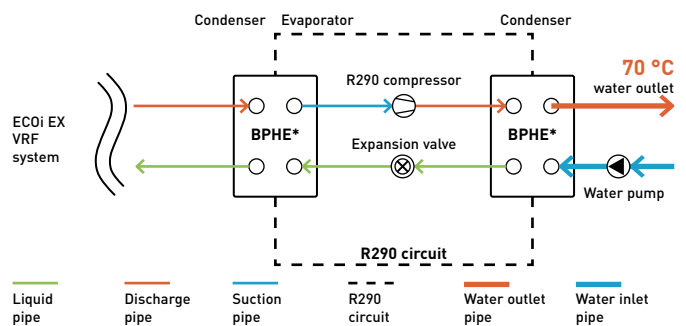 Condenser Evaporator Condenser
70 °C
water outlet
R290 compressor
ECOi EX
VRF
system
BPHE*
Expansion valve
BPHE*
Water pump
R290 circuit
Liquid
pipe
Discharge
pipe
Suction
pipe
R290
circuit
Water outlet
pipe
Water inlet
pipe